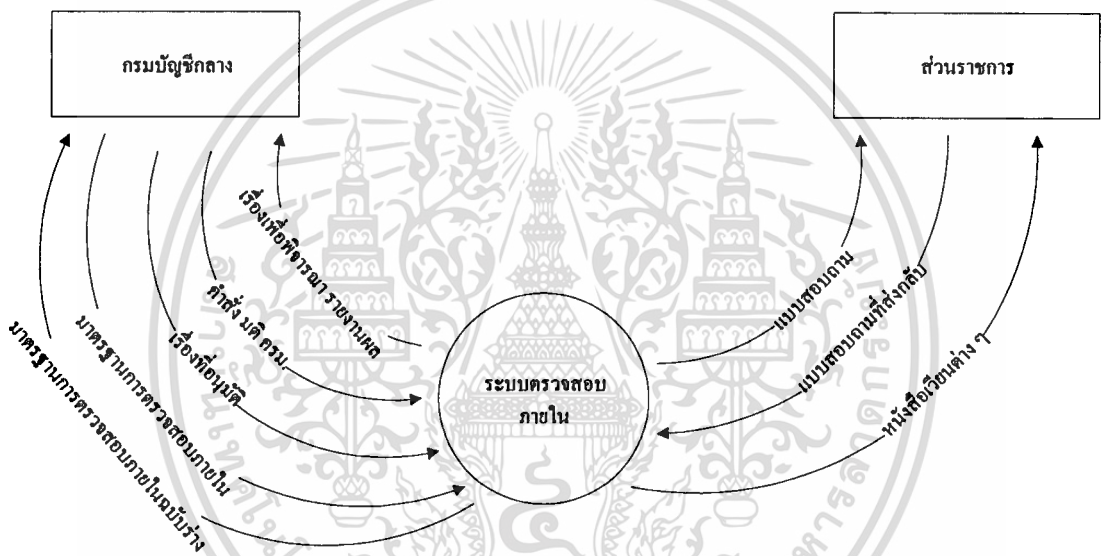 กรมบัญชีกลาง
ส่วนราชการ
เรื่องเพื่อพิจารณา รายงานผล
คำสั่ง มติ ครม.
เรื่องที่อนุมัติ
มาตรฐานการตรวจสอบภายใน
มาตรฐานการตรวจสอบภายในฉบับร่าง
ระบบตรวจสอบ
ภายใน
แบบสอบถาม
แบบสอบถามที่ส่งกลับ
หนังสือเวียนต่าง ๆ